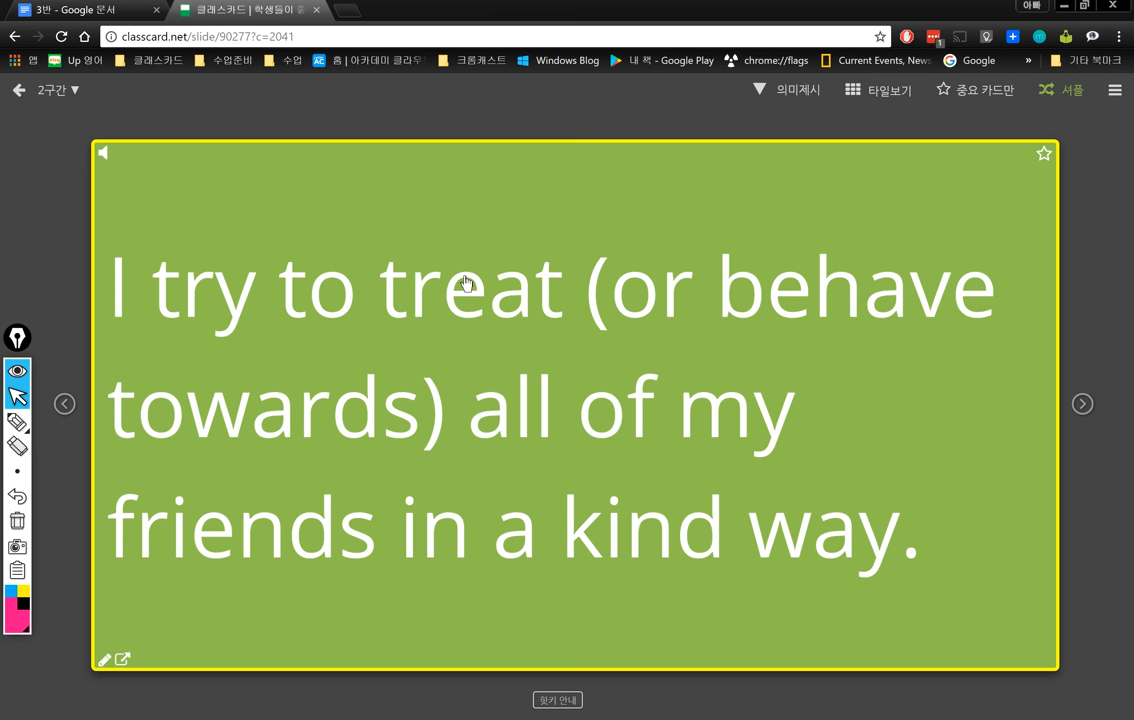 3반 - Google 문서
클래스카드 | 학생들이 좋
아빠
classcard.net/slide/90277?c=2041
앱 Up 영어 클래스카드 수업준비 수업 홈 | 아카데미 클라우 크롬캐스트 Windows Blog 내 책 - Google Play chrome://flags Current Events, News Google » 기타 북마크
2구간 ▼ ▼ 의미제시 타일보기 중요 카드만 셔플
I try to treat (or behave
towards) all of my
friends in a kind way.
핫키 안내